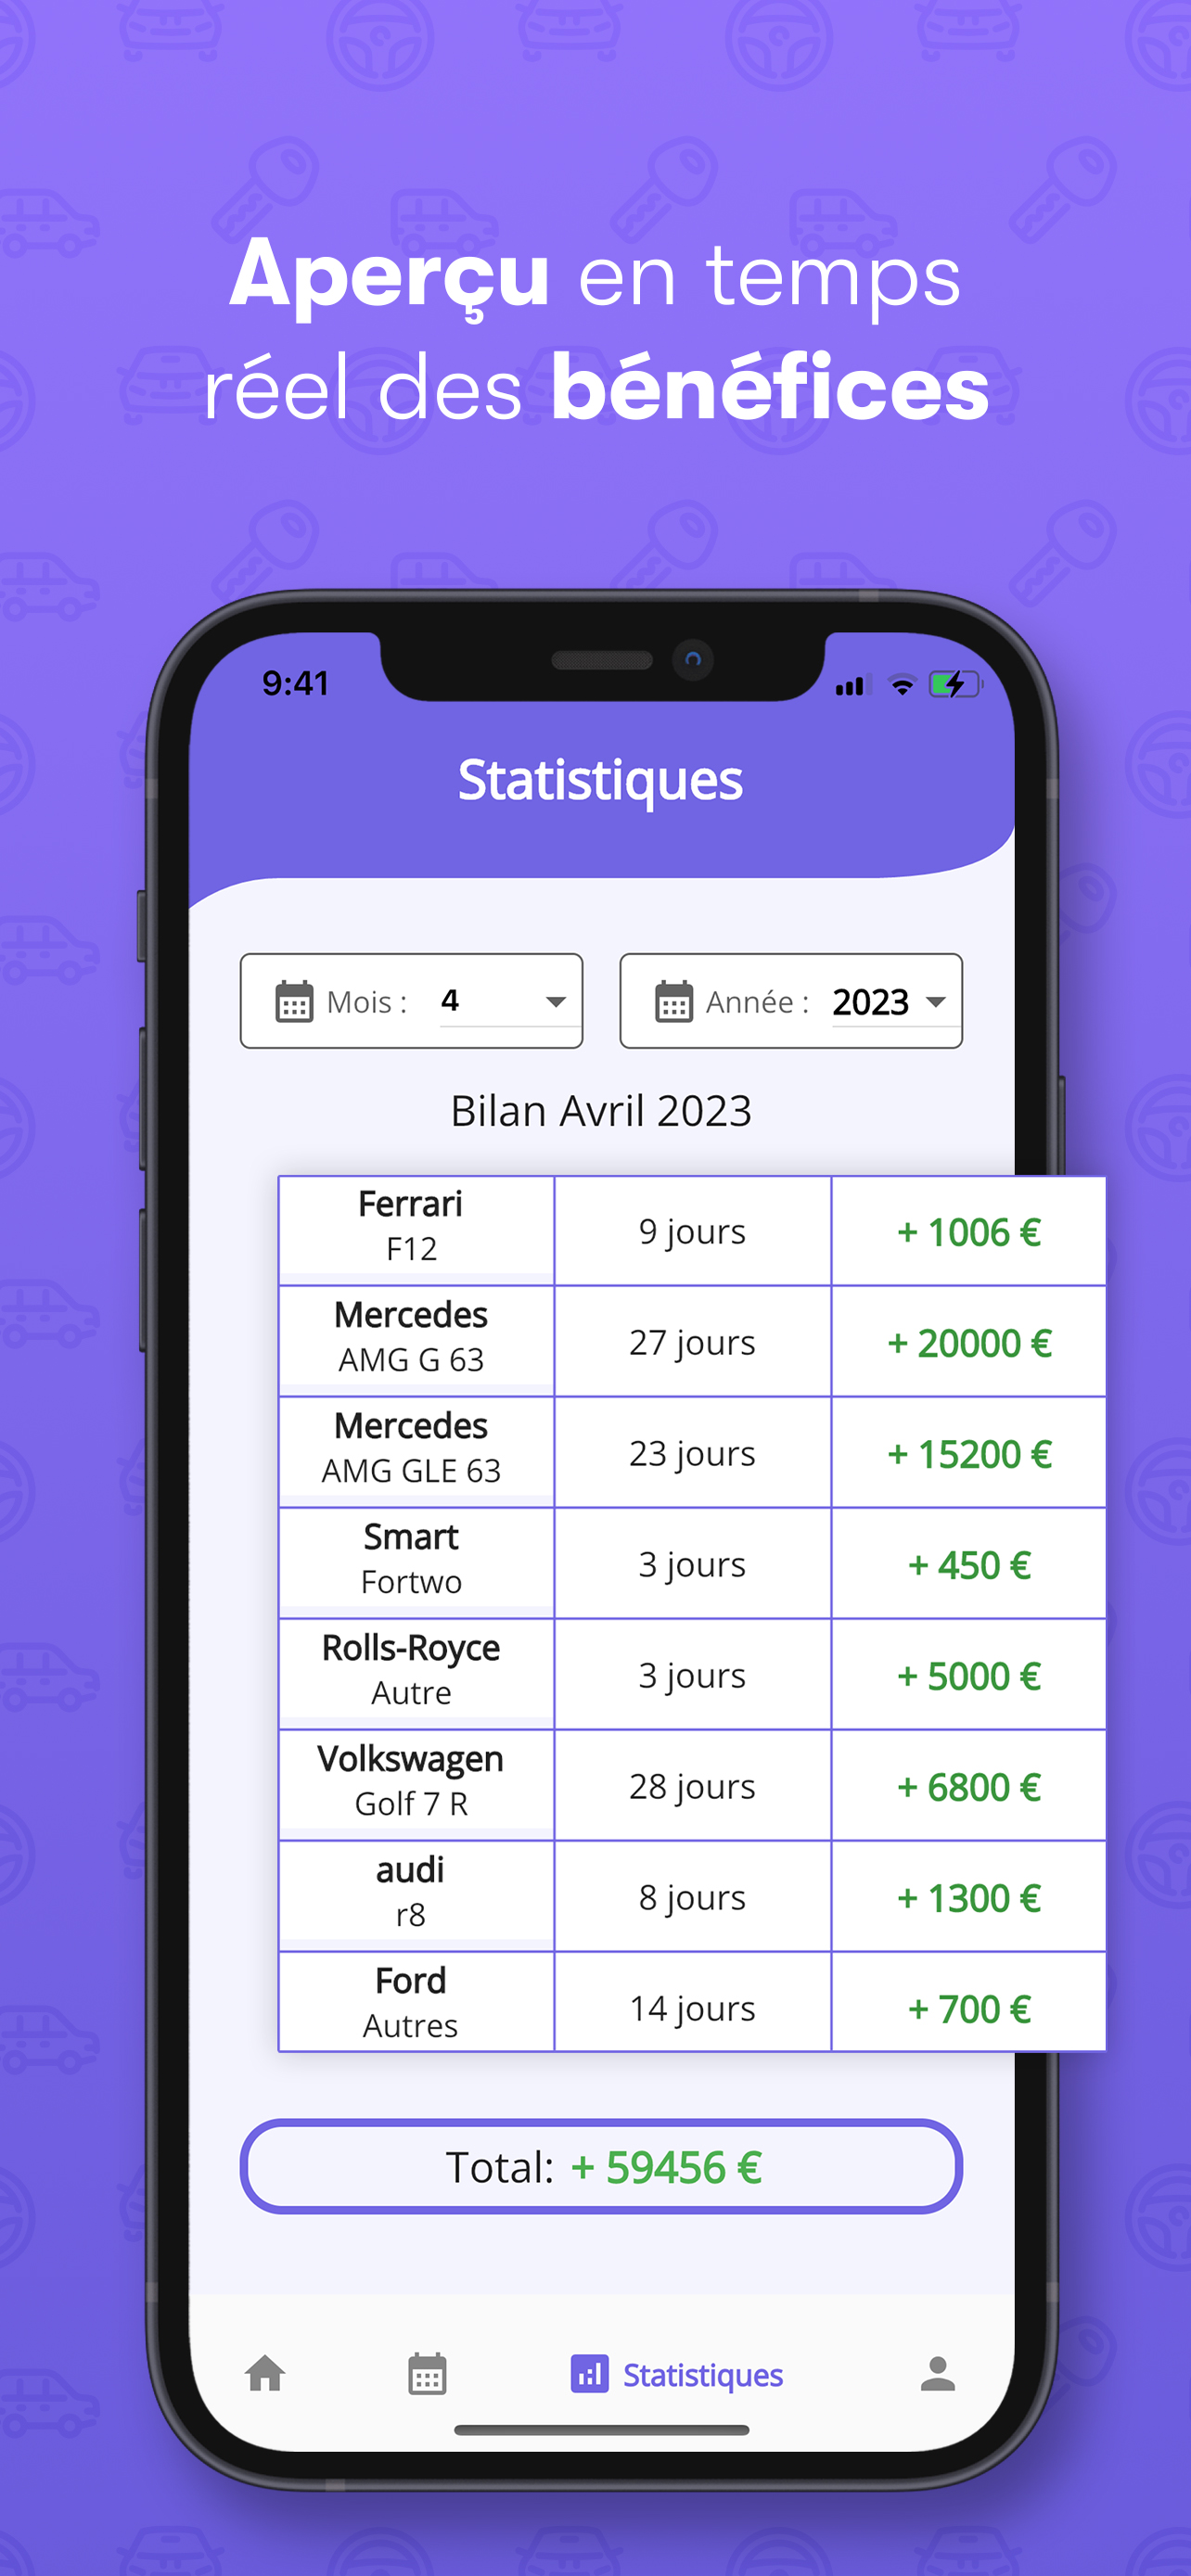 Aperçu en temps
réel des bénéfices
9:41
Statistiques
Mois : 4
Année : 2023
Bilan Avril 2023
Ferrari
F12
9 jours
+ 1006 €
Mercedes
AMG G 63
27 jours
+ 20000 €
Mercedes
AMG GLE 63
23 jours
+ 15200 €
Smart
Fortwo
3 jours
+ 450 €
Rolls-Royce
Autre
3 jours
+ 5000 €
Volkswagen
Golf 7 R
28 jours
+ 6800 €
audi
r8
8 jours
+ 1300 €
Ford
Autres
14 jours
+ 700 €
Total: + 59456 €
Statistiques